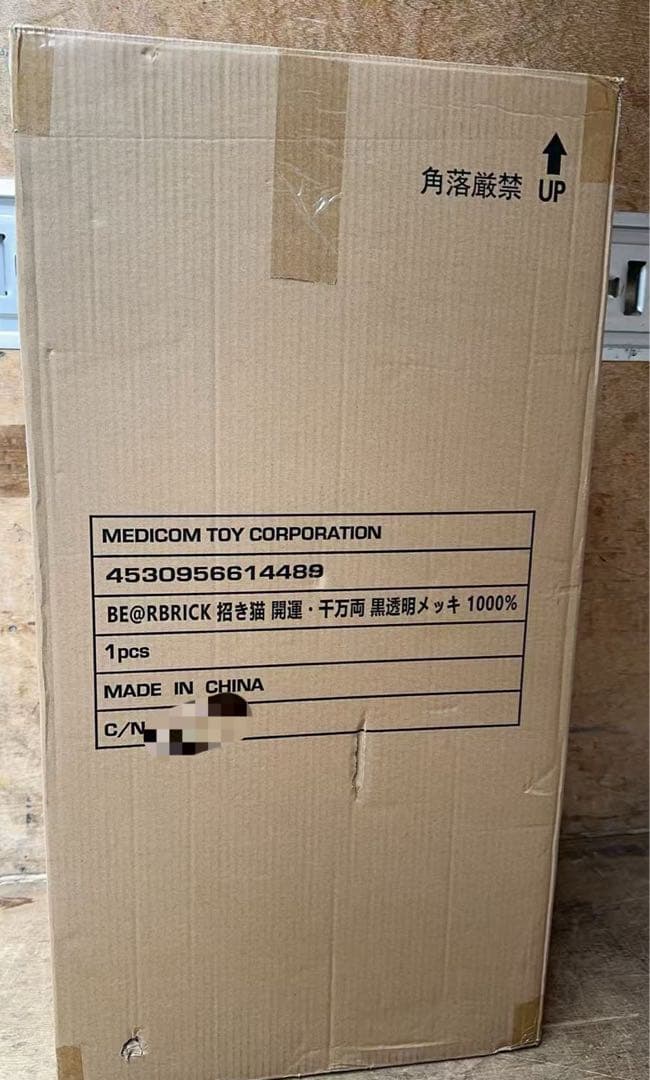 角落厳禁 UP
MEDICOM TOY CORPORATION
4530956614489
BE@RBRICK 招き猫 開運・千万両 黒透明メッキ 1000%
1pcs
MADE IN CHINA
C/N